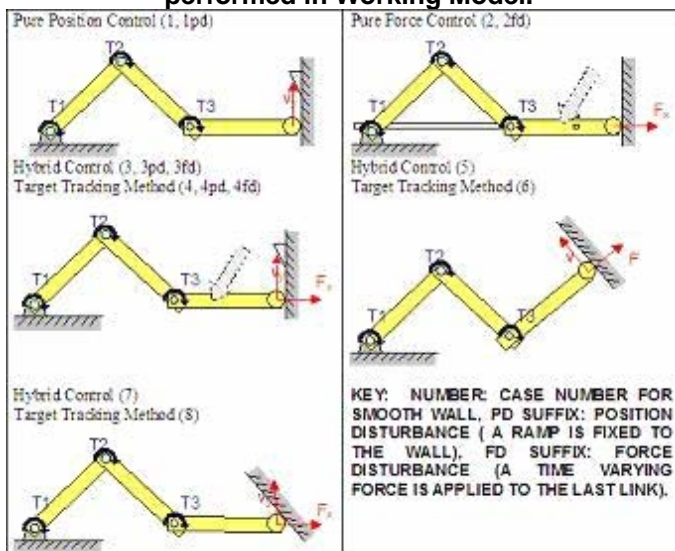 performed in Working Model.
Pure Position Control (1, 1pd)
T2
T1
T3
v
Pure Force Control (2, 2fd)
T2
T1
T3
Fx
Hybrid Control (3, 3pd, 3fd)
Target Tracking Method (4, 4pd, 4fd)
T2
T1
T3
v
Fx
Hybrid Control (5)
Target Tracking Method (6)
T2
T1
T3
v
F
Hybrid Control (7)
Target Tracking Method (8)
T2
T1
T3
Fx
KEY: NUMBER: CASE NUMBER FOR
SMOOTH WALL, PD SUFFIX: POSITION
DISTURBANCE ( A RAMP IS FIXED TO
THE WALL), FD SUFFIX: FORCE
DISTURBANCE (A TIME VARYING
FORCE IS APPLIED TO THE LAST LINK).